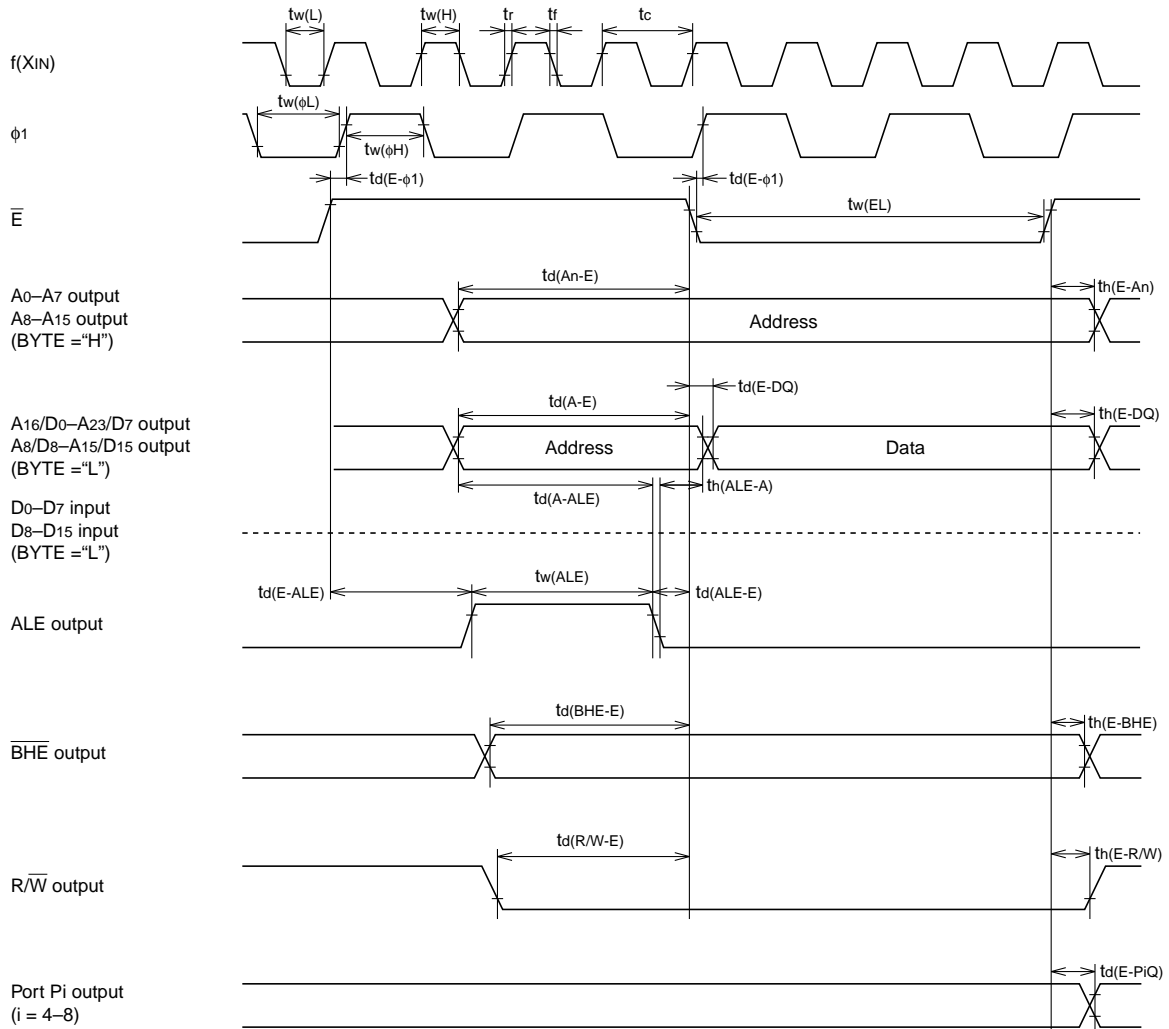 tw(L) tw(H) tr tf tc
f(XIN)
tw(ϕL)
ϕ1
tw(ϕH)
td(E-ϕ1) td(E-ϕ1)
E̅ tw(EL)
td(An-E) th(E-An)
A0–A7 output
A8–A15 output
(BYTE =“H”)
Address
td(E-DQ)
td(A-E) th(E-DQ)
A16/D0–A23/D7 output
A8/D8–A15/D15 output
(BYTE =“L”)
Address Data
td(A-ALE) th(ALE-A)
D0–D7 input
D8–D15 input
(BYTE =“L”)
td(E-ALE) tw(ALE) td(ALE-E)
ALE output
td(BHE-E) th(E-BHE)
B̅H̅E̅ output
td(R/W-E) th(E-R/W)
R/W̅ output
td(E-PiQ)
Port Pi output
(i = 4–8)